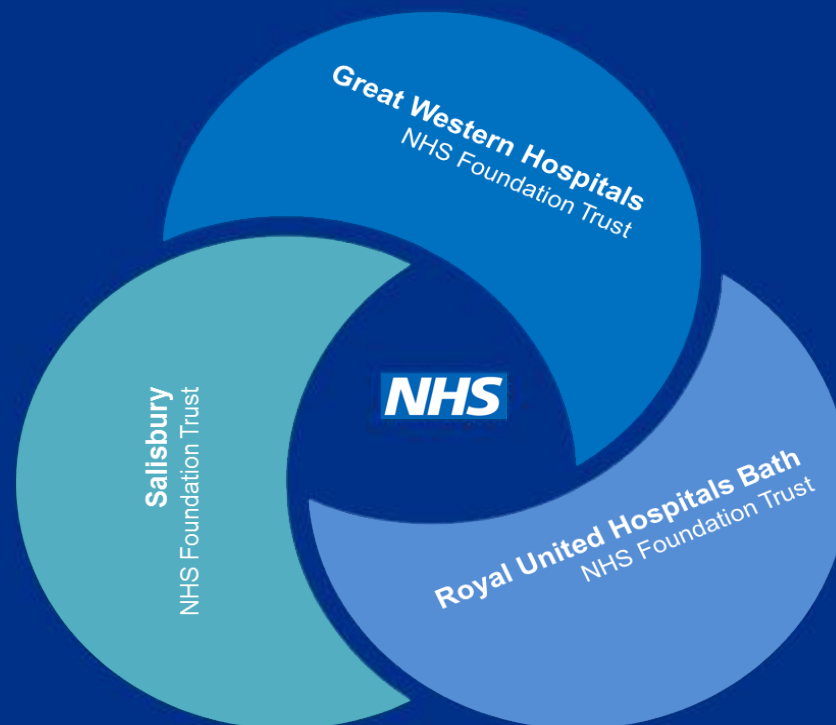 Great Western Hospitals
NHS Foundation Trust
NHS
Salisbury
NHS Foundation Trust
Royal United Hospitals Bath
NHS Foundation Trust